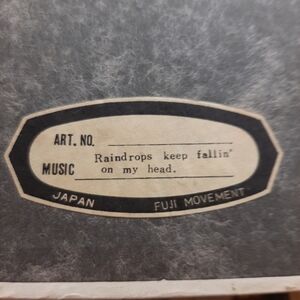 ART. NO.
MUSIC Raindrops keep fallin'
on my head.
JAPAN FUJI MOVEMENT